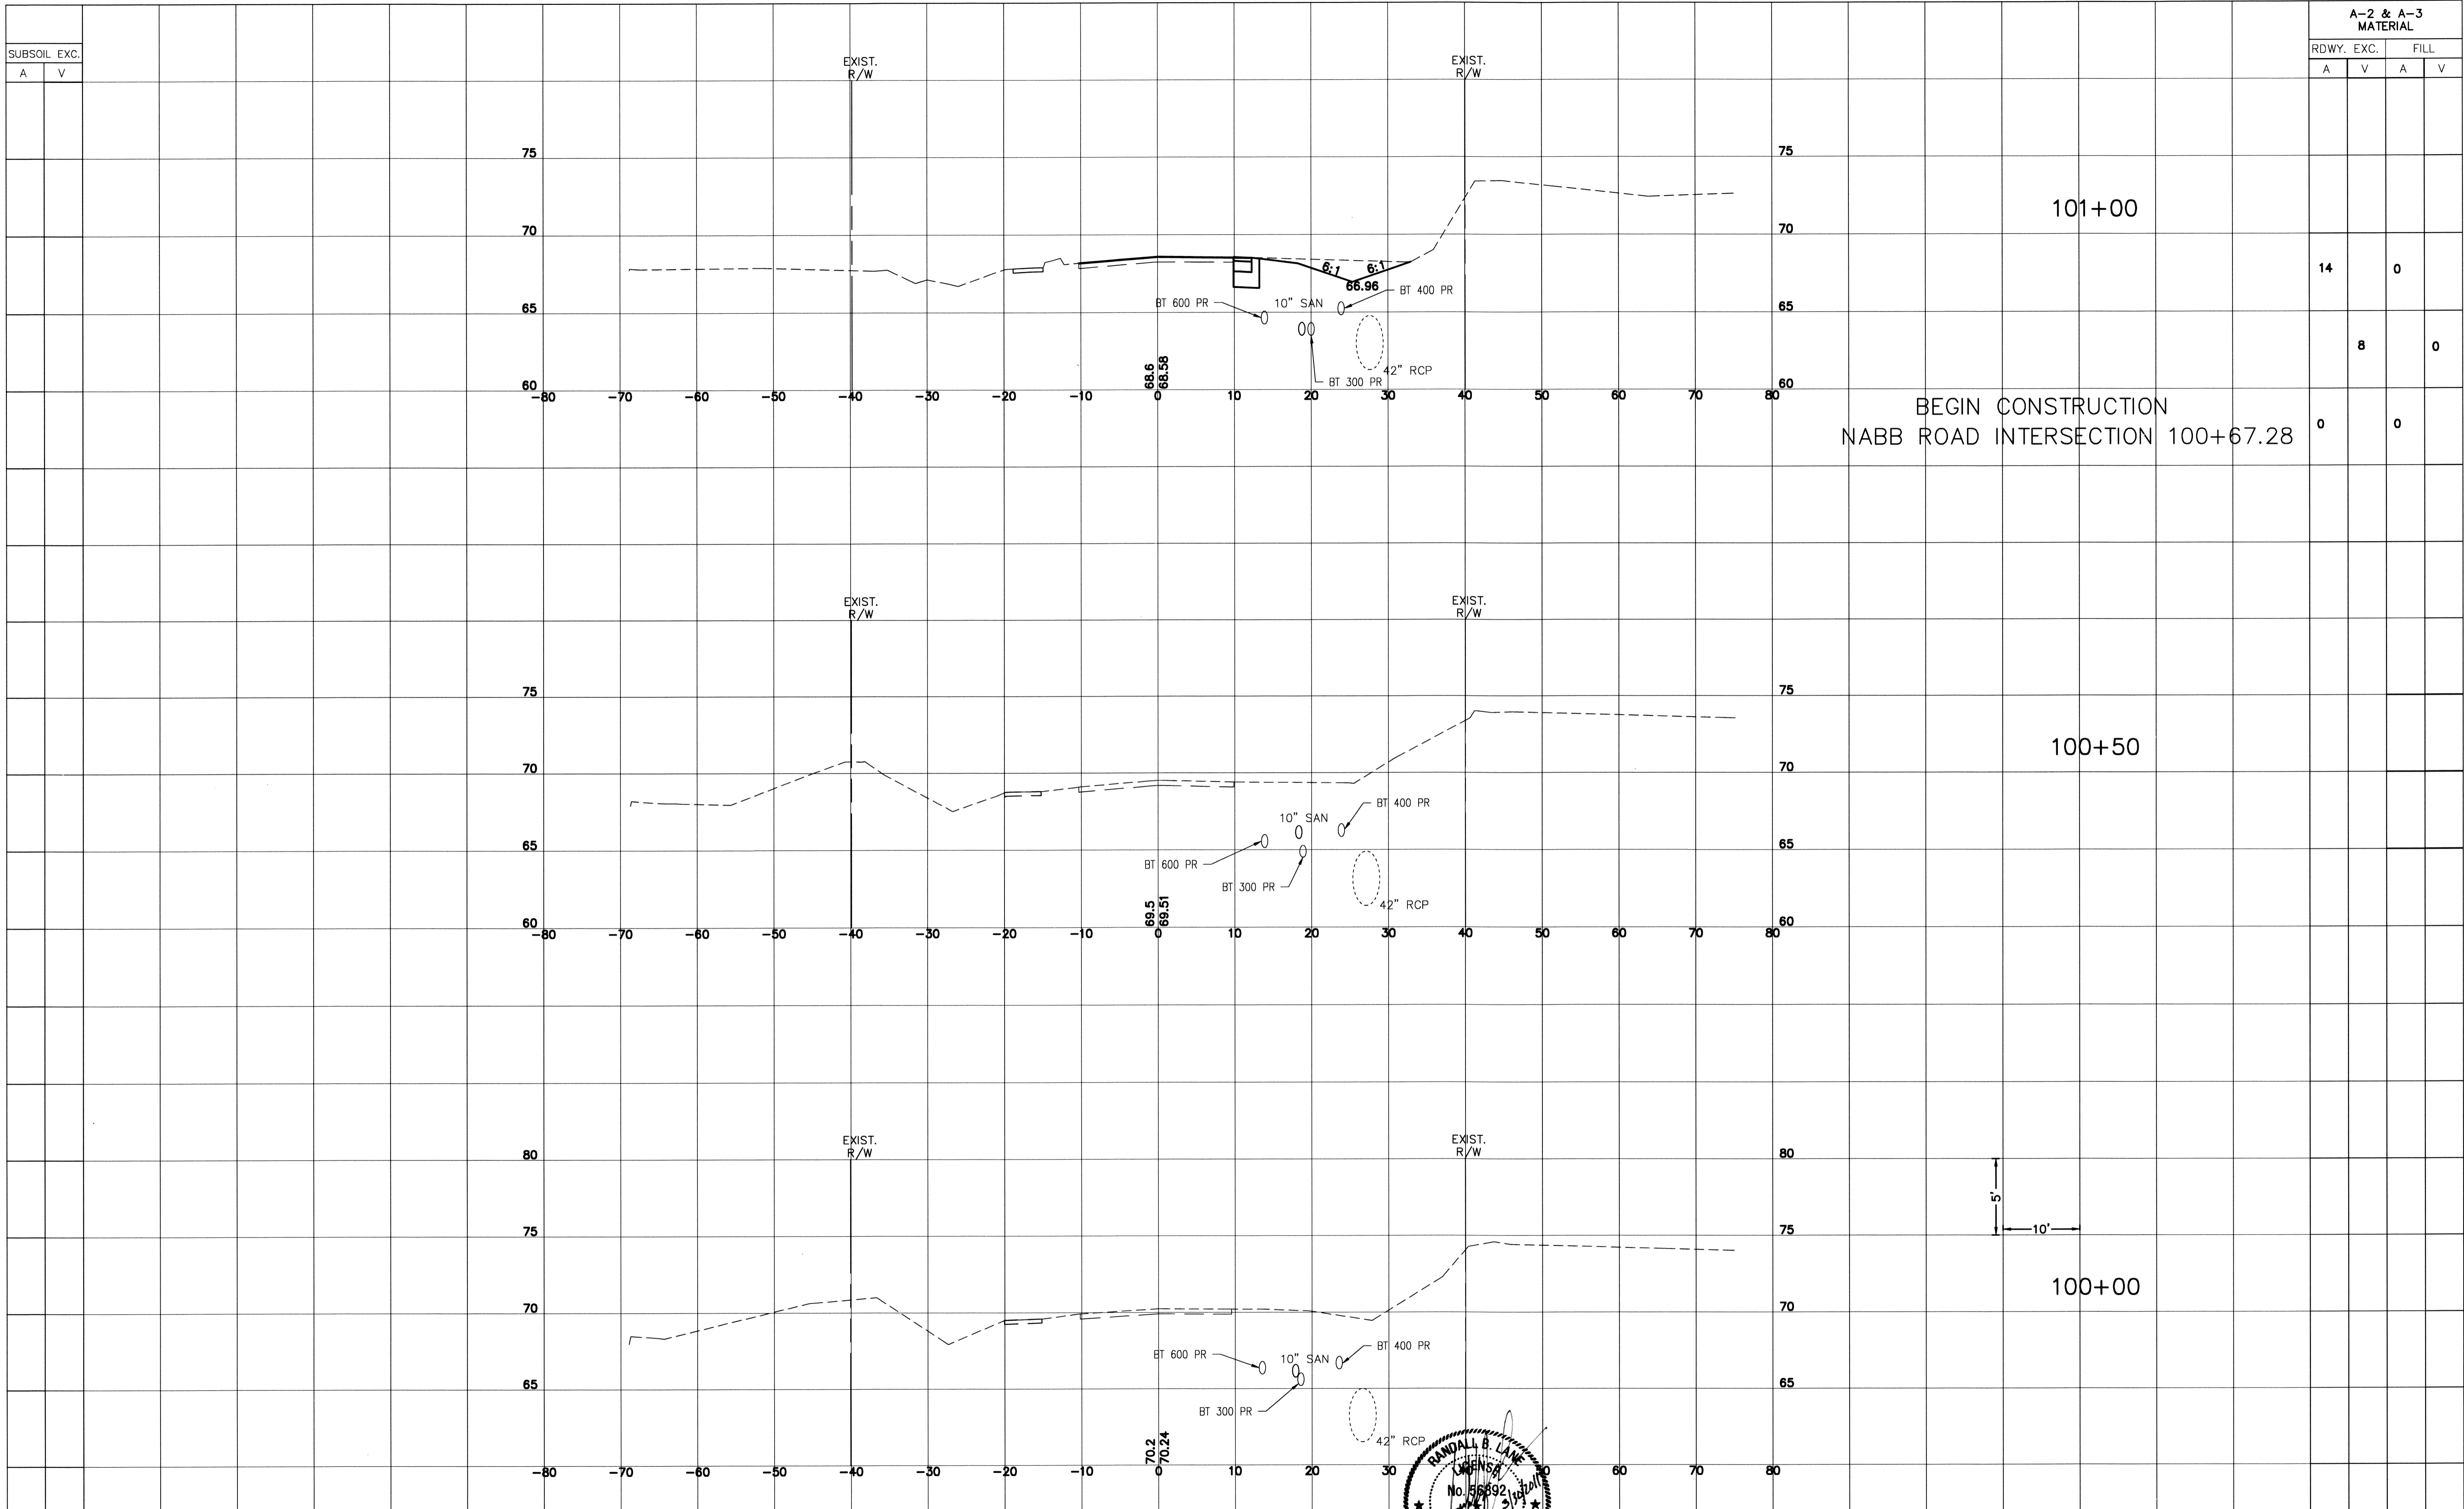 A-2 & A-3
MATERIAL
SUBSOIL EXC.
RDWY. EXC. FILL
A V
A V A V
EXIST.
R/W
EXIST.
R/W
75 75
101+00
70 70
6:1 6:1
14 0
66.96
BT 600 PR 10" SAN BT 400 PR
65 65
8 0
68.6
68.58
42" RCP
BT 300 PR
60 60
-80 -70 -60 -50 -40 -30 -20 -10 0 10 20 30 40 50 60 70 80
BEGIN CONSTRUCTION
NABB ROAD INTERSECTION 100+67.28
0 0
EXIST.
R/W
EXIST.
R/W
75 75
100+50
70 70
BT 400 PR
10" SAN
65 65
BT 600 PR
BT 300 PR
69.5
69.51
42" RCP
60 60
-80 -70 -60 -50 -40 -30 -20 -10 0 10 20 30 40 50 60 70 80
EXIST.
R/W
EXIST.
R/W
80 80
5'
75 75
10'
100+00
70 70
BT 600 PR 10" SAN BT 400 PR
65 65
BT 300 PR
70.2
70.24
42" RCP
-80 -70 -60 -50 -40 -30 -20 -10 0 10 20 30 50 60 70 80
RANDALL B. LANE
No. 56892